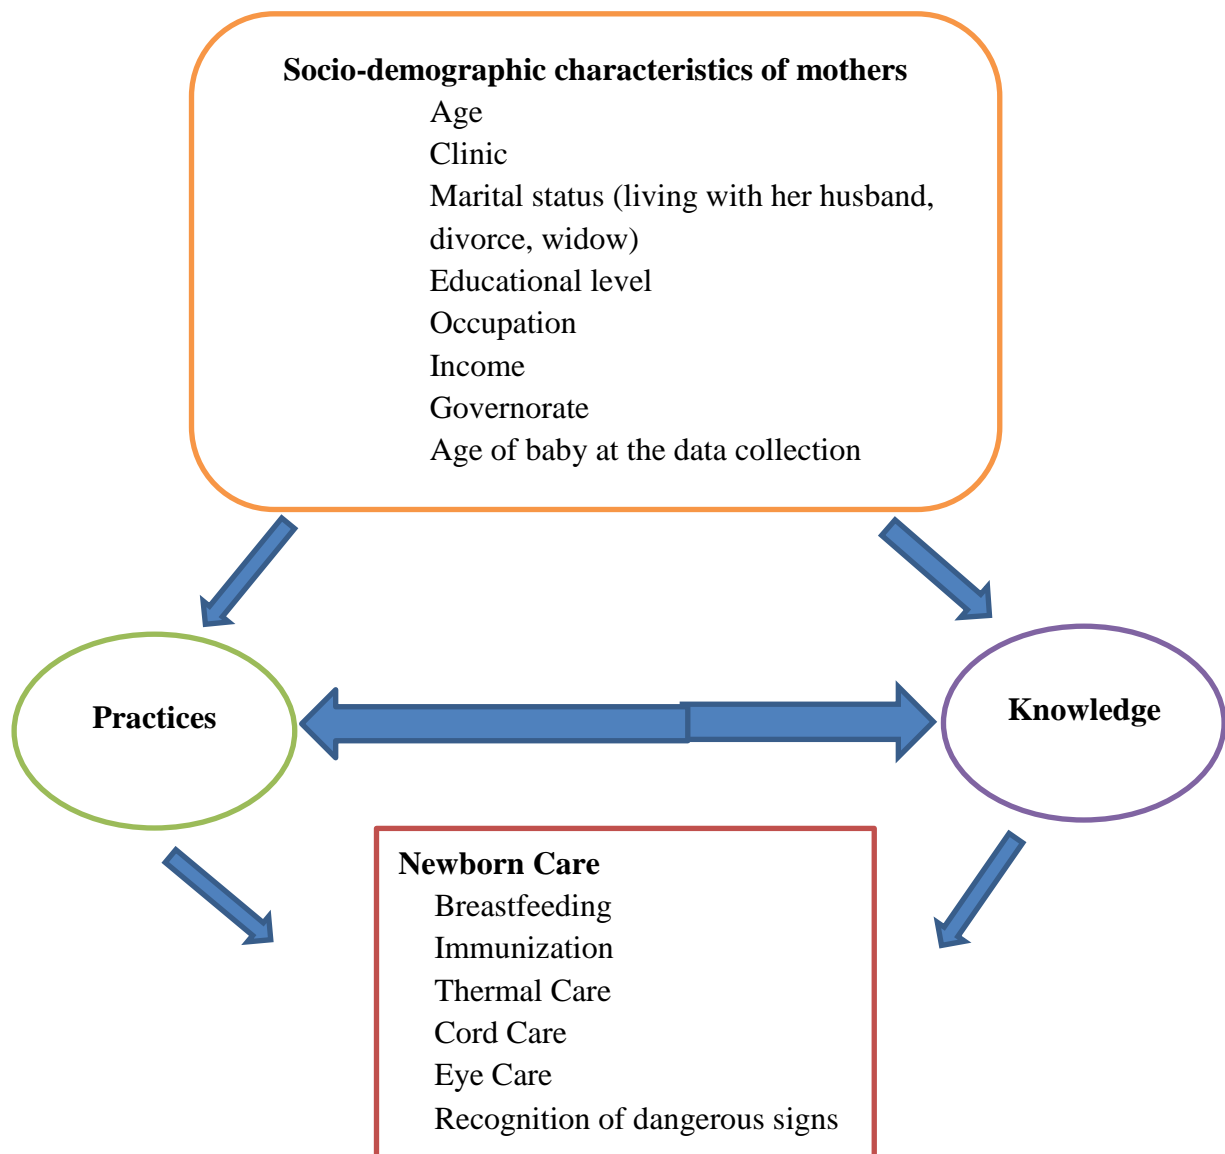 Socio-demographic characteristics of mothers
Age
Clinic
Marital status (living with her husband,
divorce, widow)
Educational level
Occupation
Income
Governorate
Age of baby at the data collection
Practices
Knowledge
Newborn Care
Breastfeeding
Immunization
Thermal Care
Cord Care
Eye Care
Recognition of dangerous signs